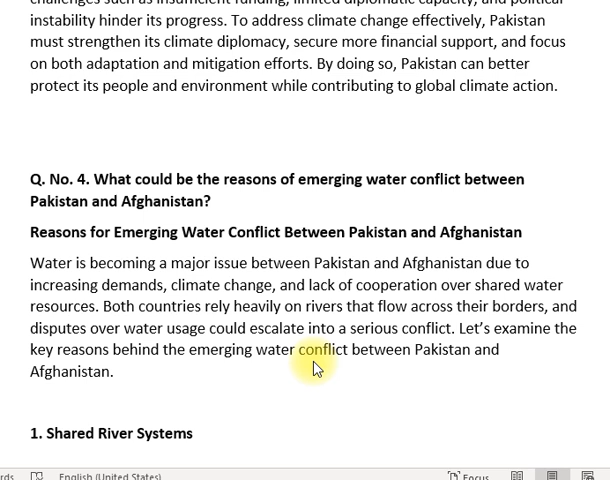 challenges such as insufficient funding, limited diplomatic capacity, and political
instability hinder its progress. To address climate change effectively, Pakistan
must strengthen its climate diplomacy, secure more financial support, and focus
on both adaptation and mitigation efforts. By doing so, Pakistan can better
protect its people and environment while contributing to global climate action.
Q. No. 4. What could be the reasons of emerging water conflict between
Pakistan and Afghanistan?
Reasons for Emerging Water Conflict Between Pakistan and Afghanistan
Water is becoming a major issue between Pakistan and Afghanistan due to
increasing demands, climate change, and lack of cooperation over shared water
resources. Both countries rely heavily on rivers that flow across their borders, and
disputes over water usage could escalate into a serious conflict. Let’s examine the
key reasons behind the emerging water conflict between Pakistan and
Afghanistan.
1. Shared River Systems
rds English (United States) Focus